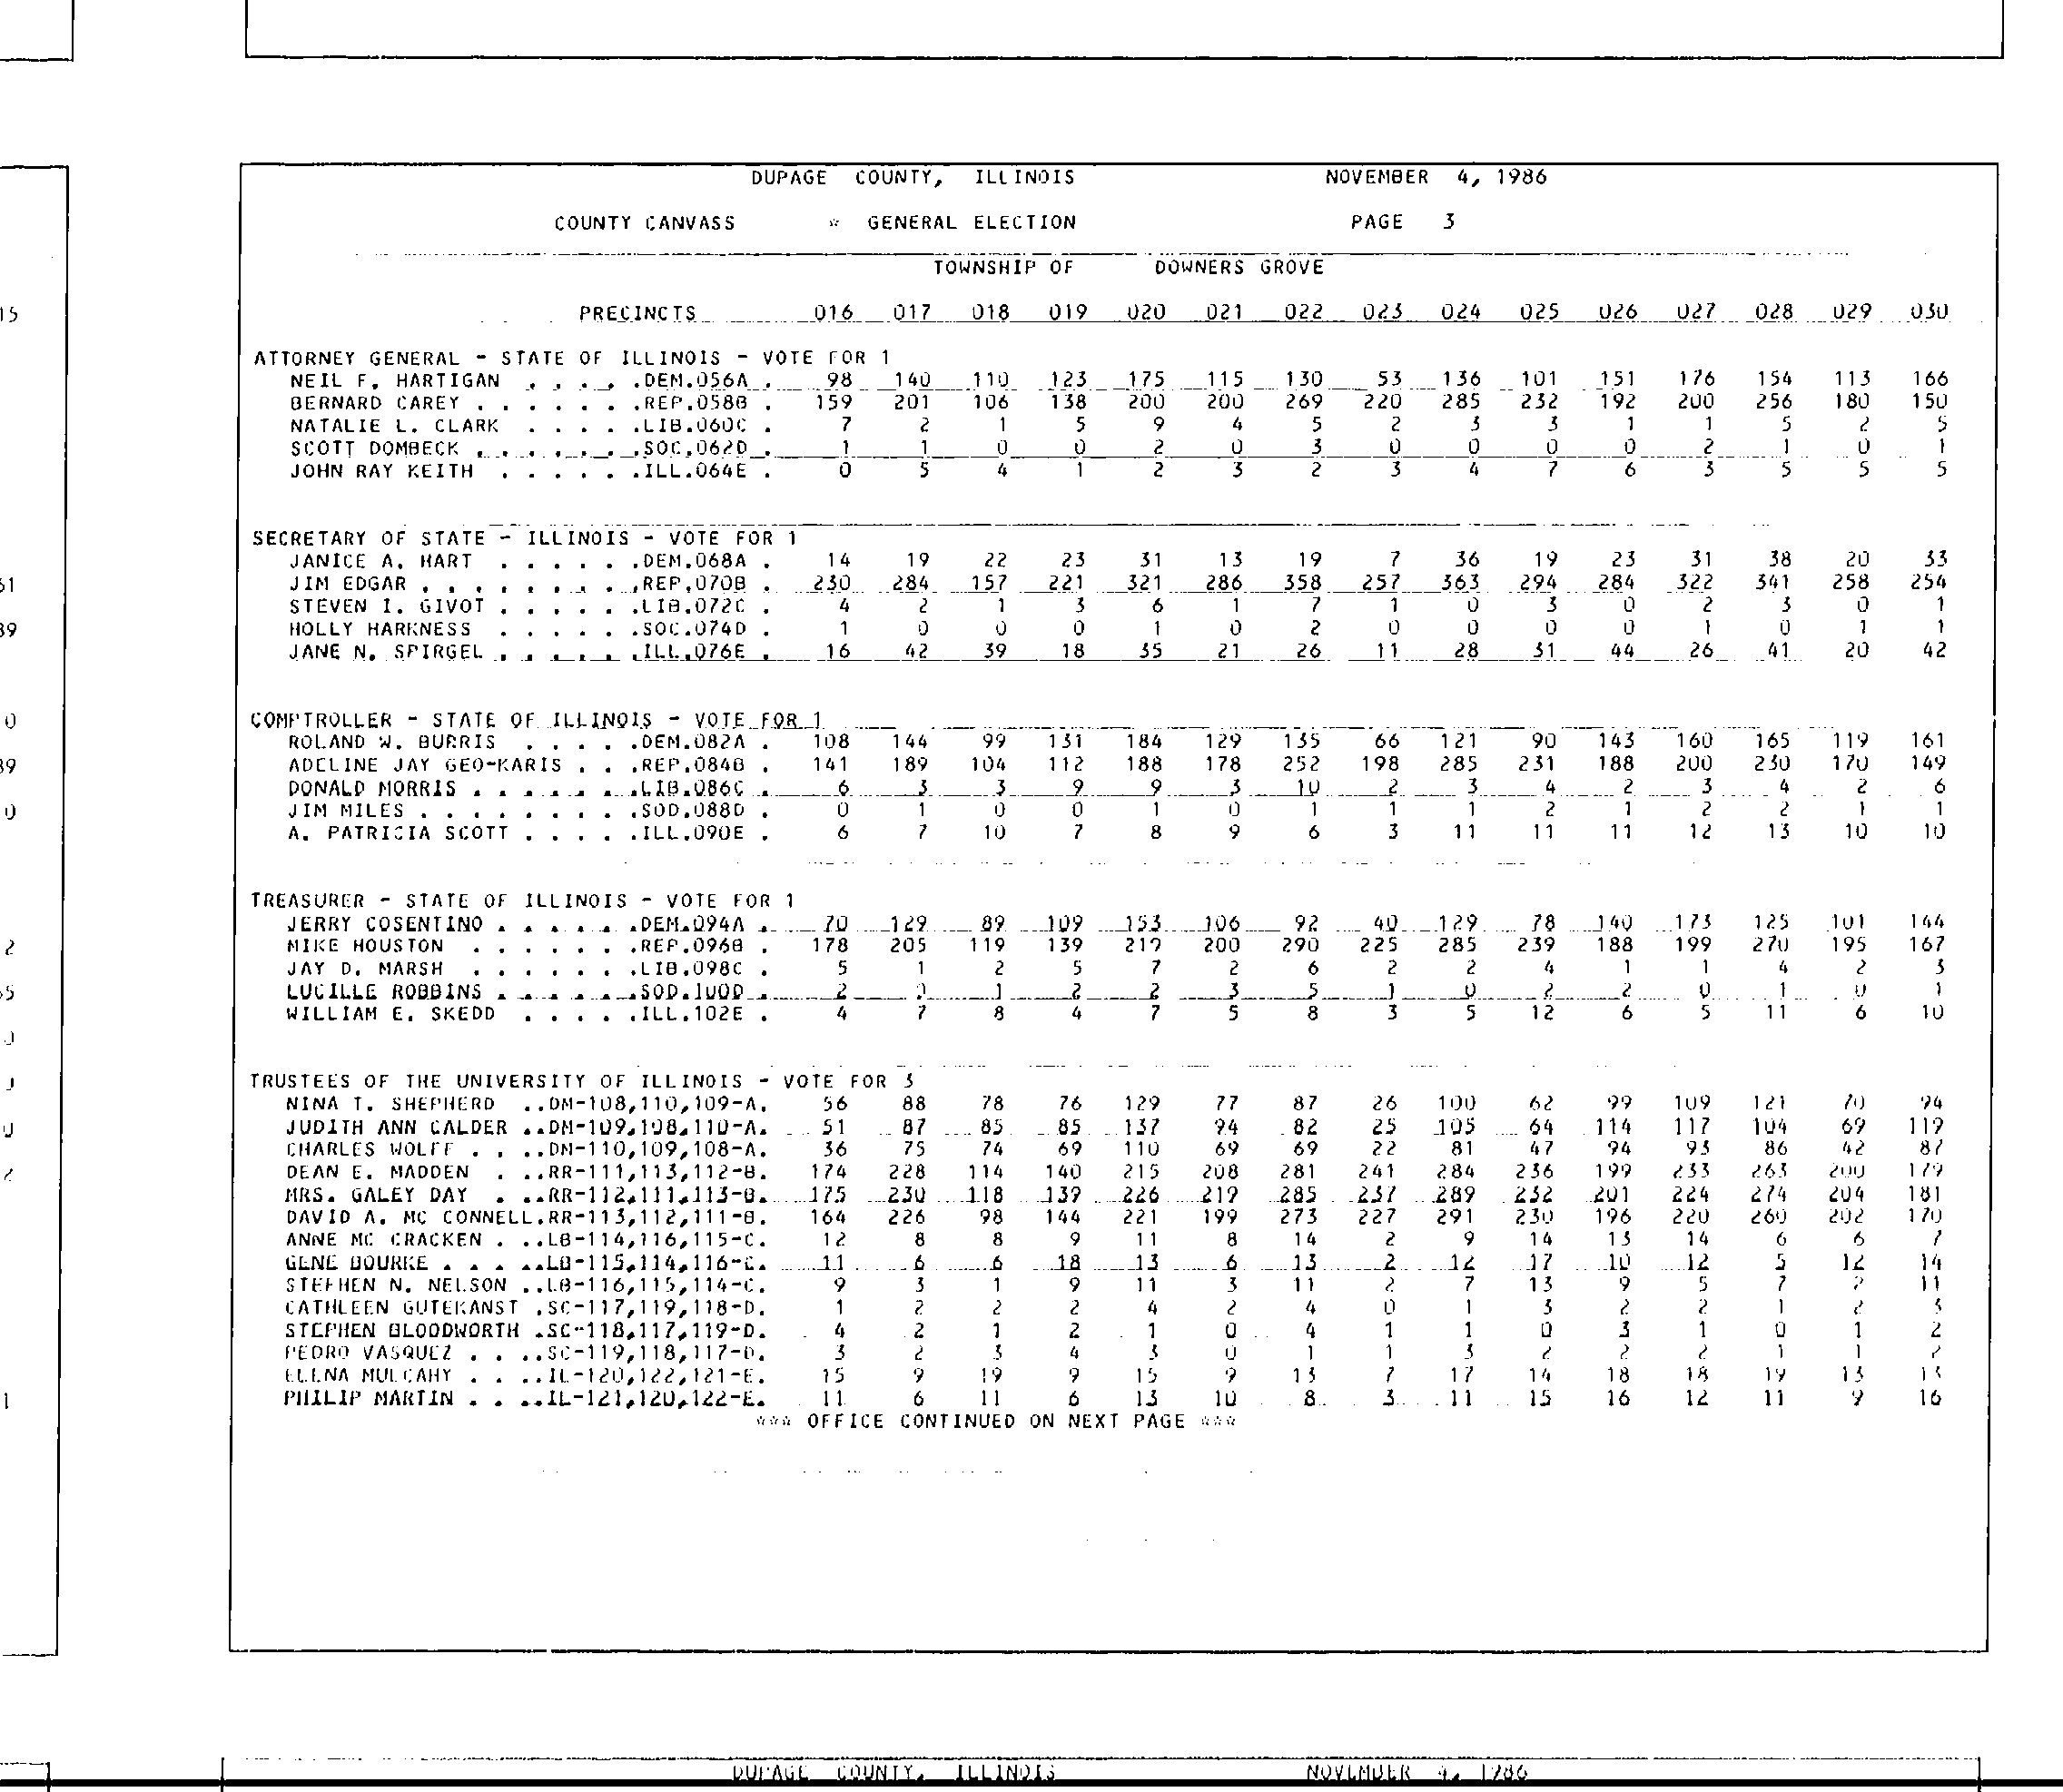 DUPAGE COUNTY, ILLINOIS NOVEMBER 4, 1986
COUNTY CANVASS * GENERAL ELECTION PAGE 3
TOWNSHIP OF DOWNERS GROVE
PRECINCTS 016 017 018 019 020 021 022 023 024 025 026 027 028 029 030
ATTORNEY GENERAL - STATE OF ILLINOIS - VOTE FOR 1
NEIL F. HARTIGAN . . . . .DEM.056A . 98 140 110 123 175 115 130 53 136 101 151 176 154 113 166
BERNARD CAREY . . . . . . .REP.058B . 159 201 106 138 200 200 269 220 285 232 192 200 256 180 150
NATALIE L. CLARK . . . . .LIB.060C . 7 2 1 5 9 4 5 2 3 3 1 1 5 2 5
SCOTT DOMBECK . . . . . . .SOC.062D . 1 1 0 0 2 0 3 0 0 0 0 2 1 0 1
JOHN RAY KEITH . . . . . .ILL.064E . 0 5 4 1 2 3 2 3 4 7 6 3 5 5 5
SECRETARY OF STATE - ILLINOIS - VOTE FOR 1
JANICE A. HART . . . . . .DEM.068A . 14 19 22 23 31 13 19 7 36 19 23 31 38 20 33
JIM EDGAR . . . . . . . . .REP.070B . 230 284 157 221 321 286 358 257 363 294 284 322 341 258 254
STEVEN I. GIVOT . . . . . .LIB.072C . 4 2 1 3 6 1 7 1 0 3 0 2 3 0 1
HOLLY HARKNESS . . . . . .SOC.074D . 1 0 0 0 1 0 2 0 0 0 0 1 0 1 1
JANE N. SPIRGEL . . . . . .ILL.076E . 16 42 39 18 35 21 26 11 28 31 44 26 41 20 42
COMPTROLLER - STATE OF ILLINOIS - VOTE FOR 1
ROLAND W. BURRIS . . . . .DEM.082A . 108 144 99 131 184 129 135 66 121 90 143 160 165 119 161
ADELINE JAY GEO-KARIS . . .REP.084B . 141 189 104 112 188 178 252 198 285 231 188 200 230 170 149
DONALD MORRIS . . . . . . .LIB.086C . 6 3 3 9 9 3 10 2 3 4 2 3 4 2 6
JIM MILES . . . . . . . . .SOD.088D . 0 1 0 0 1 0 1 1 1 2 1 2 2 1 1
A. PATRICIA SCOTT . . . . .ILL.090E . 6 7 10 7 8 9 6 3 11 11 11 12 13 10 10
TREASURER - STATE OF ILLINOIS - VOTE FOR 1
JERRY COSENTINO . . . . . .DEM.094A . 70 129 89 109 153 106 92 40 129 78 140 173 125 101 144
MIKE HOUSTON . . . . . . .REP.096B . 178 205 119 139 219 200 290 225 285 239 188 199 270 195 167
JAY D. MARSH . . . . . . .LIB.098C . 5 1 2 5 7 2 6 2 2 4 1 1 4 2 3
LUCILLE ROBBINS . . . . . .SOD.100D . 2 0 1 2 2 3 5 1 0 2 2 0 1 0 1
WILLIAM E. SKEDD . . . . .ILL.102E . 4 7 8 4 7 5 8 3 5 12 6 5 11 6 10
TRUSTEES OF THE UNIVERSITY OF ILLINOIS - VOTE FOR 3
NINA T. SHEPHERD ..DM-108,110,109-A. 56 88 78 76 129 77 87 26 100 62 99 109 121 70 94
JUDITH ANN CALDER ..DM-109,108,110-A. 51 87 85 85 137 94 82 25 105 64 114 117 104 69 119
CHARLES WOLFF . . ..DM-110,109,108-A. 36 75 74 69 110 69 69 22 81 47 94 93 86 42 87
DEAN E. MADDEN . ..RR-111,113,112-B. 174 228 114 140 215 208 281 241 284 236 199 233 263 200 179
MRS. GALEY DAY . ..RR-112,111,113-B. 175 230 118 139 226 219 285 237 289 232 201 224 274 204 181
DAVID A. MC CONNELL.RR-113,112,111-B. 164 226 98 144 221 199 273 227 291 230 196 220 260 202 170
ANNE MC CRACKEN . ..LB-114,116,115-C. 12 8 8 9 11 8 14 2 9 14 13 14 6 6 7
GENE BOURKE . . . ..LB-115,114,116-C. 11 6 6 18 13 6 13 2 12 17 10 12 5 12 14
STEPHEN N. NELSON ..LB-116,115,114-C. 9 3 1 9 11 3 11 2 7 13 9 5 7 2 11
CATHLEEN GUTEKANST .SC-117,119,118-D. 1 2 2 2 4 2 4 0 1 3 2 2 1 2 3
STEPHEN BLOODWORTH .SC-118,117,119-D. 4 2 1 2 1 0 4 1 1 0 3 1 0 1 2
PEDRO VASQUEZ . . ..SC-119,118,117-D. 3 2 3 4 3 0 1 1 3 2 2 2 1 1 2
ELENA MULCAHY . . ..IL-120,122,121-E. 15 9 19 9 15 9 13 7 17 14 18 18 19 13 13
PHILIP MARTIN . . ..IL-121,120,122-E. 11 6 11 6 13 10 8 3 11 15 16 12 11 9 16
*** OFFICE CONTINUED ON NEXT PAGE ***
DUPAGE COUNTY, ILLINOIS NOVEMBER 4, 1986